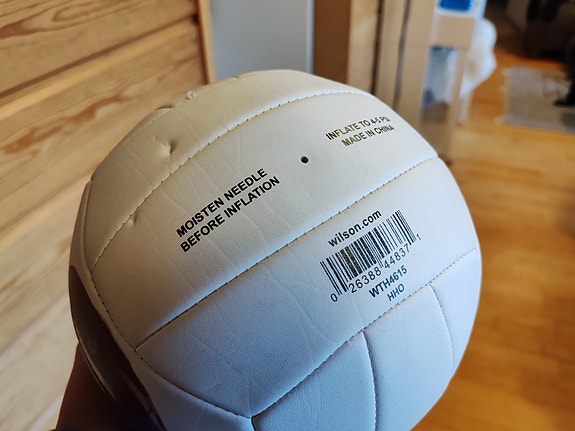 MOISTEN NEEDLE
BEFORE INFLATION
INFLATE TO 4-5 PSI
MADE IN CHINA
wilson.com
0 26388 44837 1
WTH4615
HHO